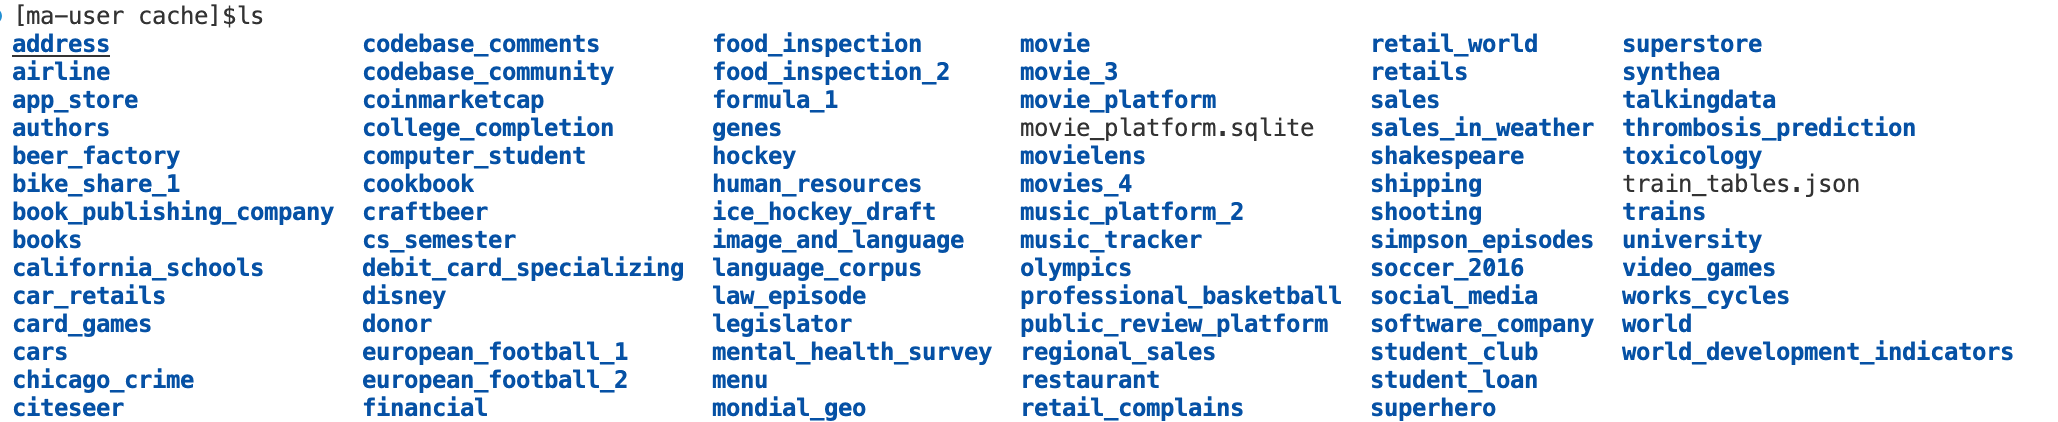 [ma-user cache]$ls
address codebase_comments food_inspection movie retail_world superstore
airline codebase_community food_inspection_2 movie_3 retails synthea
app_store coinmarketcap formula_1 movie_platform sales talkingdata
authors college_completion genes movie_platform.sqlite sales_in_weather thrombosis_prediction
beer_factory computer_student hockey movielens shakespeare toxicology
bike_share_1 cookbook human_resources movies_4 shipping train_tables.json
book_publishing_company craftbeer ice_hockey_draft music_platform_2 shooting trains
books cs_semester image_and_language music_tracker simpson_episodes university
california_schools debit_card_specializing language_corpus olympics soccer_2016 video_games
car_retails disney law_episode professional_basketball social_media works_cycles
card_games donor legislator public_review_platform software_company world
cars european_football_1 mental_health_survey regional_sales student_club world_development_indicators
chicago_crime european_football_2 menu restaurant student_loan
citeseer financial mondial_geo retail_complains superhero